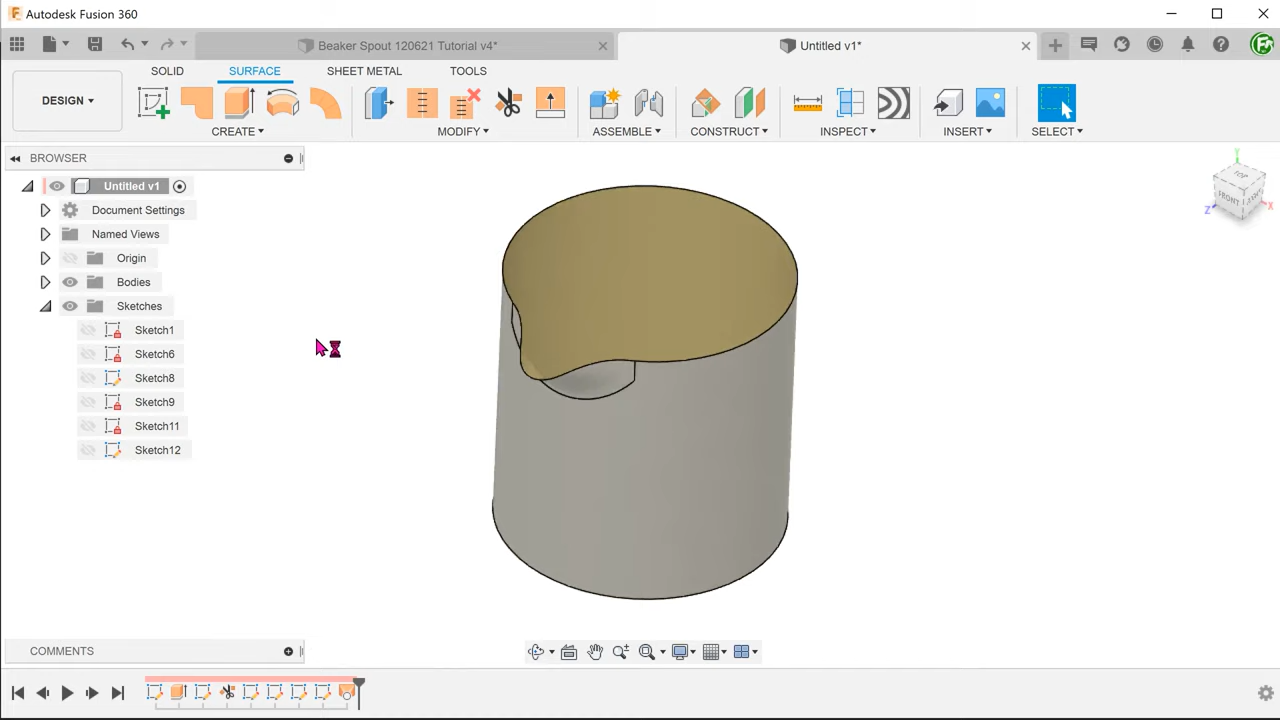 Autodesk Fusion 360
Beaker Spout 120621 Tutorial v4*
Untitled v1*
SOLID
SURFACE
SHEET METAL
TOOLS
DESIGN
CREATE
MODIFY
ASSEMBLE
CONSTRUCT
INSPECT
INSERT
SELECT
BROWSER
Untitled v1
Document Settings
Named Views
Origin
Bodies
Sketches
Sketch1
Sketch6
Sketch8
Sketch9
Sketch11
Sketch12
TOP
FRONT
Y
X
Z
COMMENTS